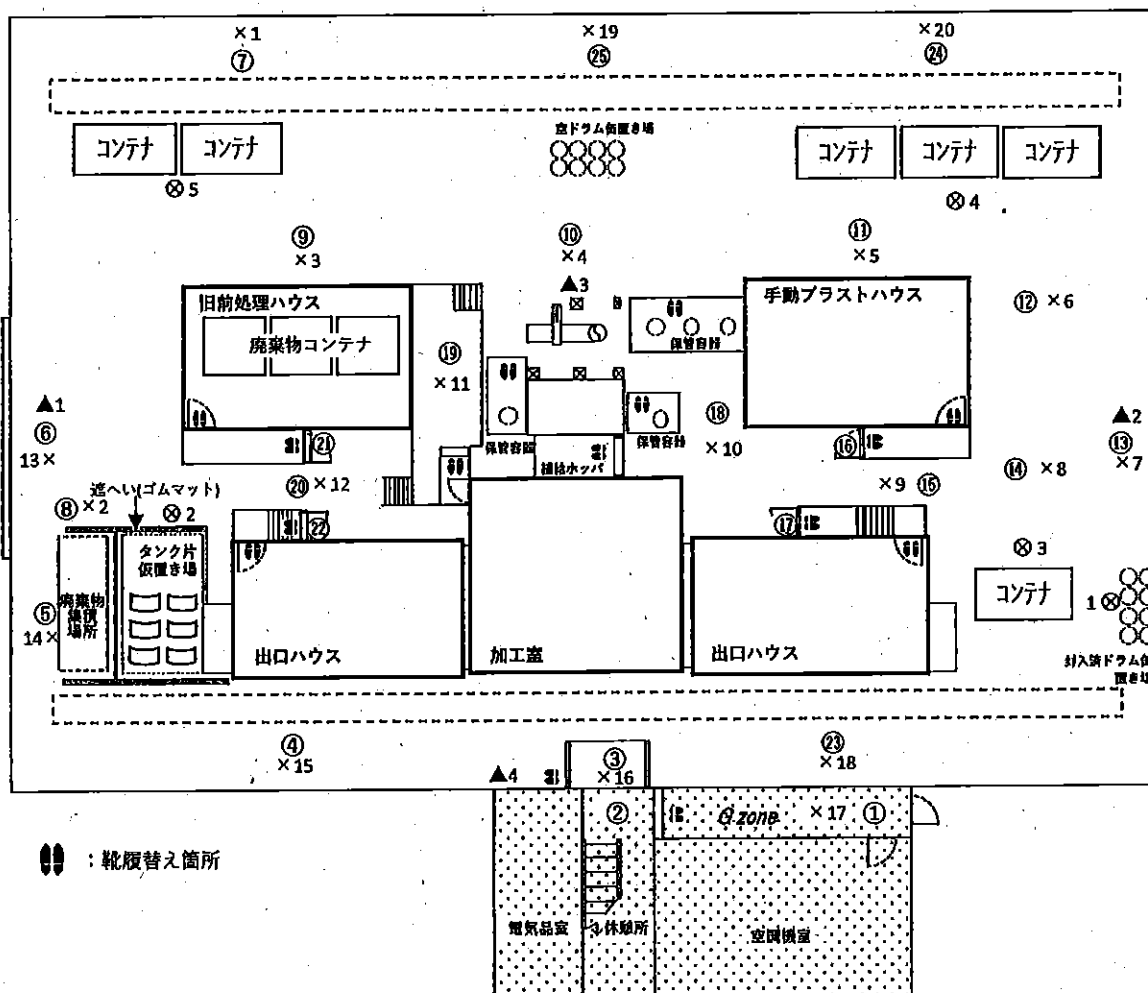 ×1
×19
×20
⑦
㉕
㉔
空ドラム缶置き場
コンテナ
コンテナ
コンテナ
コンテナ
コンテナ
⊗5
⊗4
⑨
×3
⑩
×4
▲3
⑪
×5
旧前処理ハウス
廃棄物コンテナ
手動ブラストハウス
⑫ ×6
保管容器
⑲
×11
▲1
⑥
13×
▲2
⑬
×7
⑱
×10
保管容器
保管容器
補給ホッパ
㉑
⑯
⑳ ×12
⑭ ×8
×9 ⑮
遮へい(ゴムマット)
⑧ ×2
⊗2
㉒
⑰
タンク片
仮置き場
⊗3
コンテナ
1⊗
廃棄物
集積
場所
⑤
14×
出口ハウス
加工室
出口ハウス
封入済ドラム缶
置き場
④
×15
③
×16
㉓
×18
▲4
②
G zone
×17 ①
:靴履替え箇所
電気品室
休憩所
空調機室